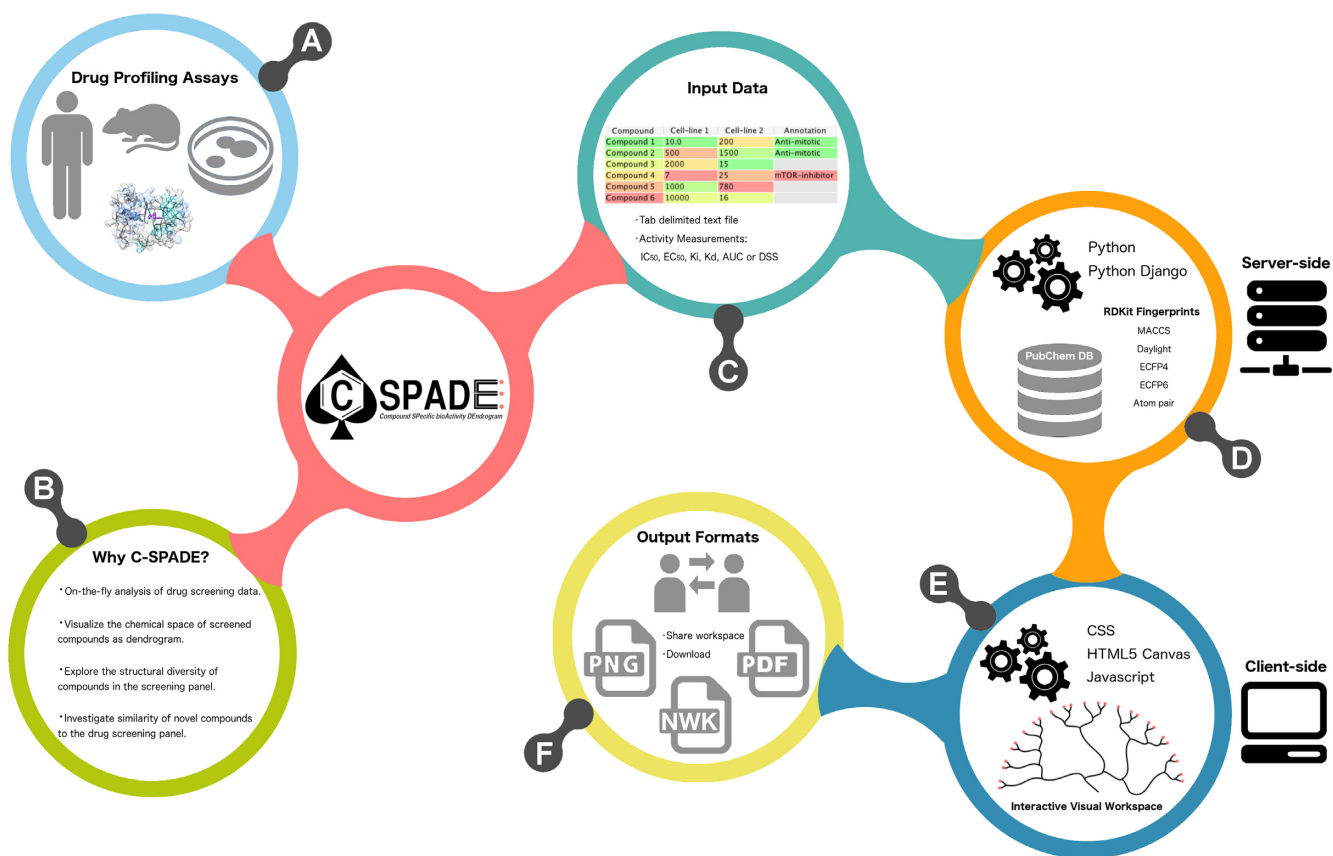 A
Drug Profiling Assays
B
Why C-SPADE?
·On-the-fly analysis of drug screening data.
·Visualize the chemical space of screened
compounds as dendrogram.
·Explore the structural diversity of
compounds in the screening panel.
·Investigate similarity of novel compounds
to the drug screening panel.
C SPADE
Compound SPecific bioActivity DEndrogram
Input Data
Compound Cell-line 1 Cell-line 2 Annotation
Compound 1 10.0 200 Anti-mitotic
Compound 2 500 1500 Anti-mitotic
Compound 3 2000 15
Compound 4 7 25 mTOR-inhibitor
Compound 5 1000 780
Compound 6 10000 16
·Tab delimited text file
·Activity Measurements:
IC50, EC50, Ki, Kd, AUC or DSS
C
Python
Python Django
RDKit Fingerprints
MACCS
Daylight
ECFP4
ECFP6
Atom pair
PubChem DB
Server-side
D
E
CSS
HTML5 Canvas
Javascript
Interactive Visual Workspace
Client-side
Output Formats
·Share workspace
·Download
PNG
PDF
NWK
F